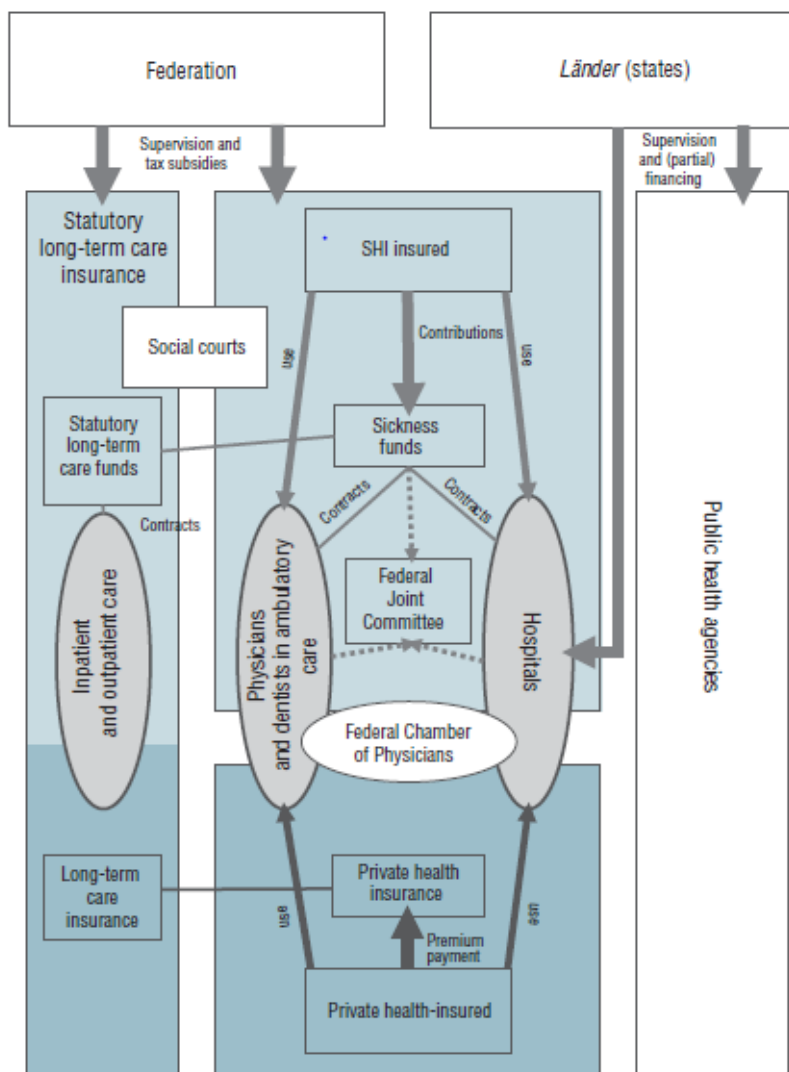 Federation
Länder (states)
Supervision and
tax subsidies
Supervision
and (partial)
financing
Statutory
long-term care
insurance
SHI insured
Social courts
use
Contributions
use
Statutory
long-term
care funds
Sickness
funds
Contracts
Contracts
Contracts
Inpatient
and outpatient care
Physicians
and dentists in ambulatory
care
Federal
Joint
Committee
Hospitals
Public health agencies
Federal Chamber
of Physicians
Long-term
care
insurance
Private health
insurance
use
use
Premium
payment
Private health-insured